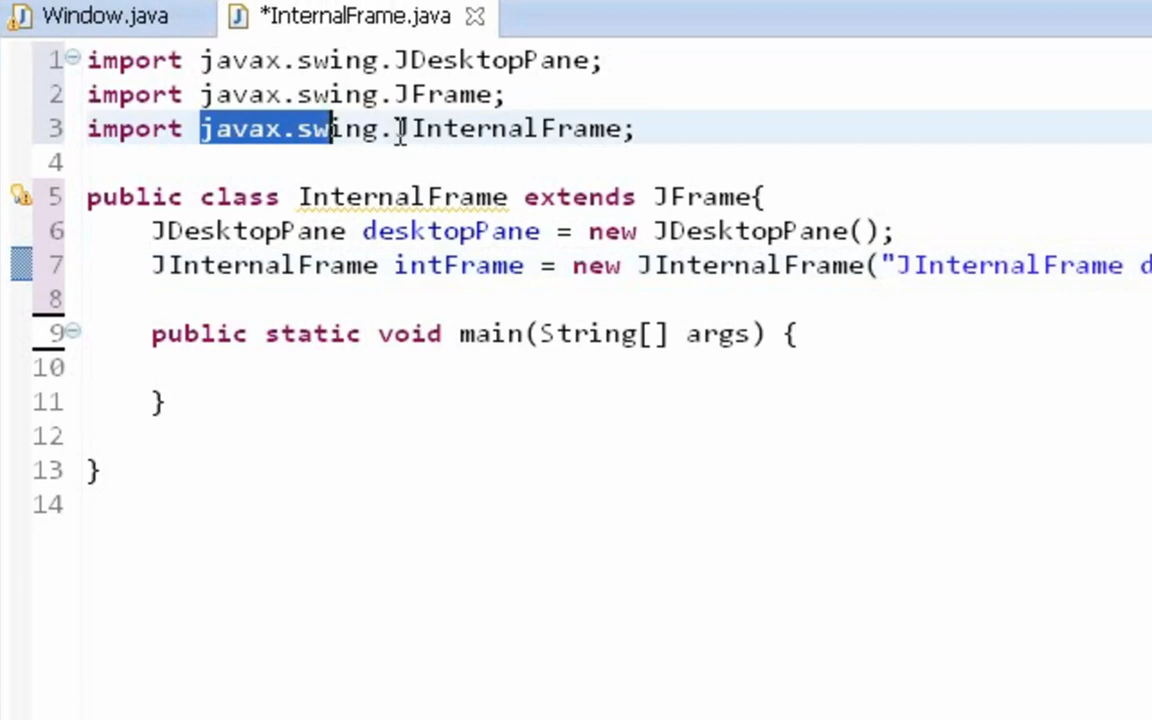 Window.java *InternalFrame.java
1 import javax.swing.JDesktopPane;
2 import javax.swing.JFrame;
3 import javax.swing.JInternalFrame;
4
5 public class InternalFrame extends JFrame{
6 JDesktopPane desktopPane = new JDesktopPane();
7 JInternalFrame intFrame = new JInternalFrame("JInternalFrame d
8
9 public static void main(String[] args) {
10
11 }
12
13 }
14